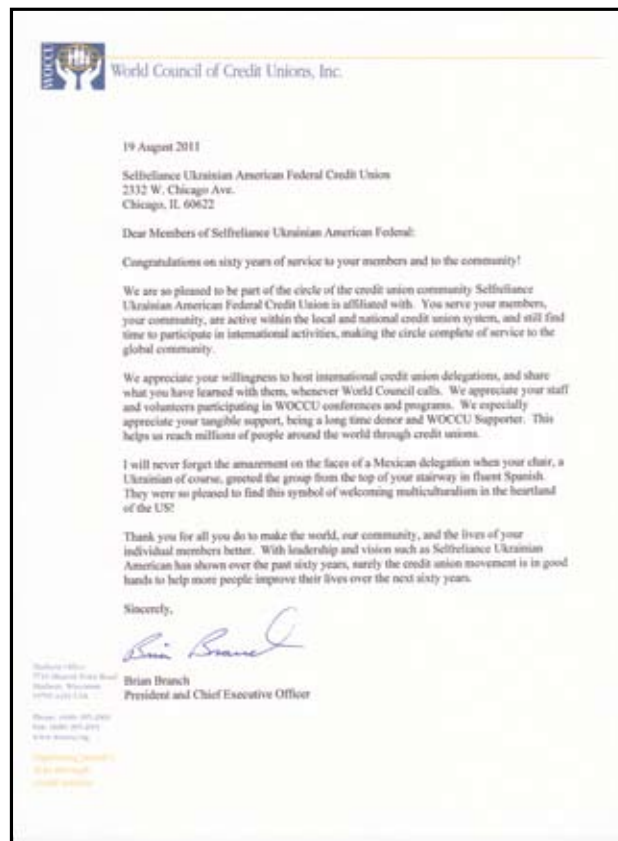 WOCCU
World Council of Credit Unions, Inc.
19 August 2011
Selfreliance Ukrainian American Federal Credit Union
2332 W. Chicago Ave.
Chicago, IL 60622
Dear Members of Selfreliance Ukrainian American Federal:
Congratulations on sixty years of service to your members and to the community!
We are so pleased to be part of the circle of the credit union community Selfreliance
Ukrainian American Federal Credit Union is affiliated with. You serve your members,
your community, are active within the local and national credit union system, and still find
time to participate in international activities, making the circle complete of service to the
global community.
We appreciate your willingness to host international credit union delegations, and share
what you have learned with them, whenever World Council calls. We appreciate your staff
and volunteers participating in WOCCU conferences and programs. We especially
appreciate your tangible support, being a long time donor and WOCCU Supporter. This
helps us reach millions of people around the world through credit unions.
I will never forget the amazement on the faces of a Mexican delegation when your chair, a
Ukrainian of course, greeted the group from the top of your stairway in fluent Spanish.
They were so pleased to find this symbol of welcoming multiculturalism in the heartland
of the US!
Thank you for all you do to make the world, our community, and the lives of your
individual members better. With leadership and vision such as Selfreliance Ukrainian
American has shown over the past sixty years, surely the credit union movement is in good
hands to help more people improve their lives over the next sixty years.
Sincerely,
Brian Branch
Brian Branch
President and Chief Executive Officer
Madison Office
Madison, Wisconsin